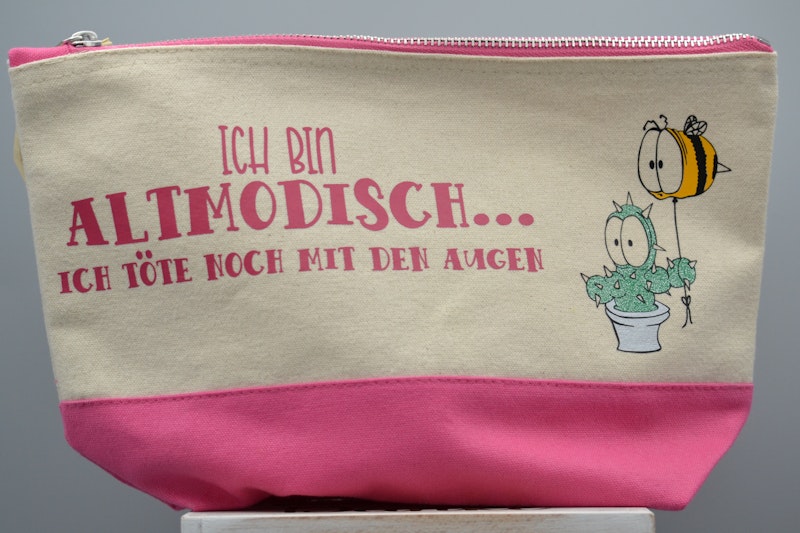 ICH BIN
ALTMODISCH...
ICH TÖTE NOCH MIT DEN AUGEN